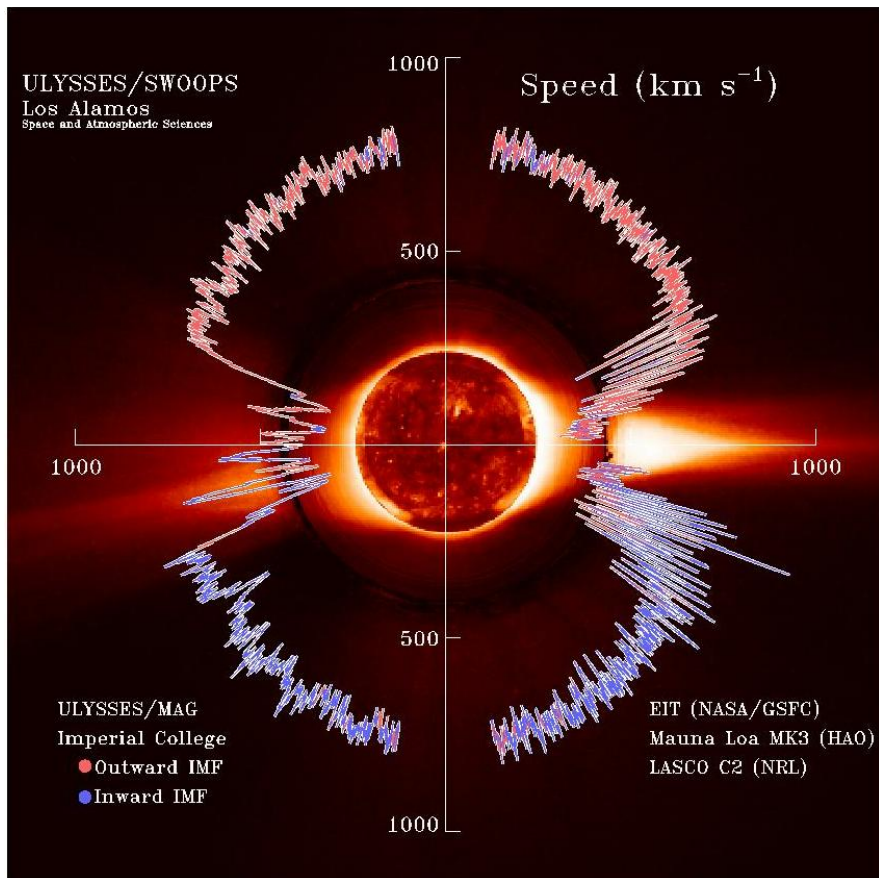 ULYSSES/SWOOPS
Los Alamos
Space and Atmospheric Sciences
Speed (km s⁻¹)
1000
500
1000
1000
500
1000
ULYSSES/MAG
Imperial College
Outward IMF
Inward IMF
EIT (NASA/GSFC)
Mauna Loa MK3 (HAO)
LASCO C2 (NRL)